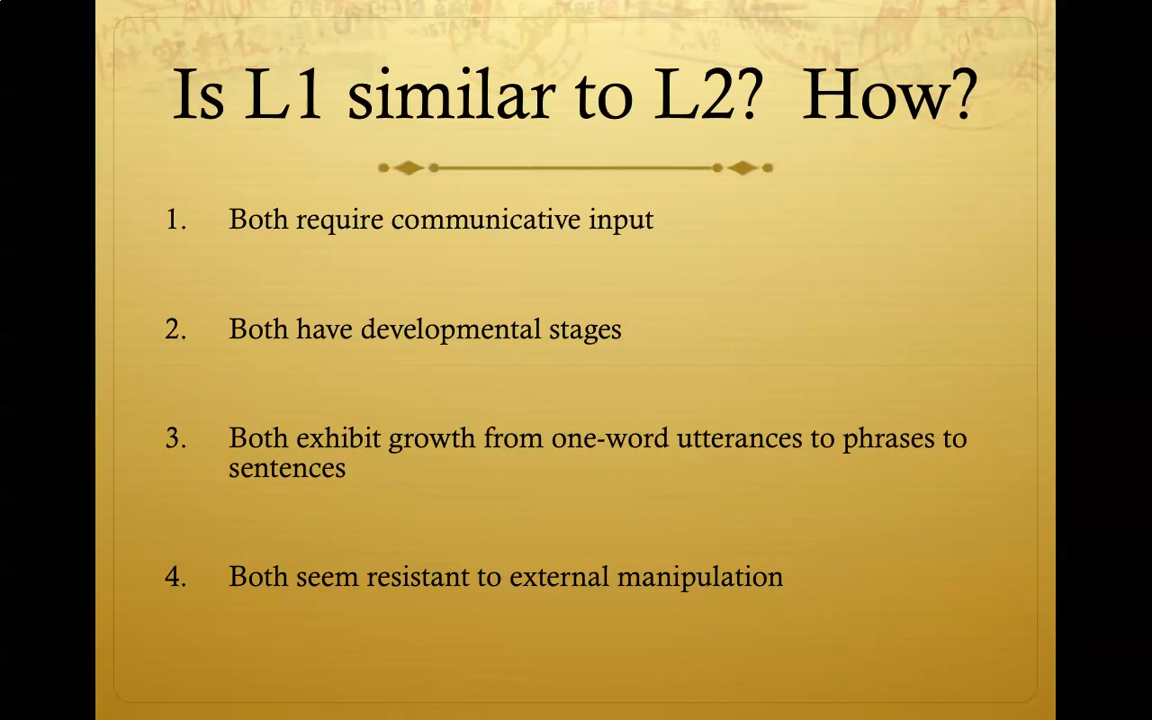 Is L1 similar to L2? How?
1. Both require communicative input
2. Both have developmental stages
3. Both exhibit growth from one-word utterances to phrases to
sentences
4. Both seem resistant to external manipulation